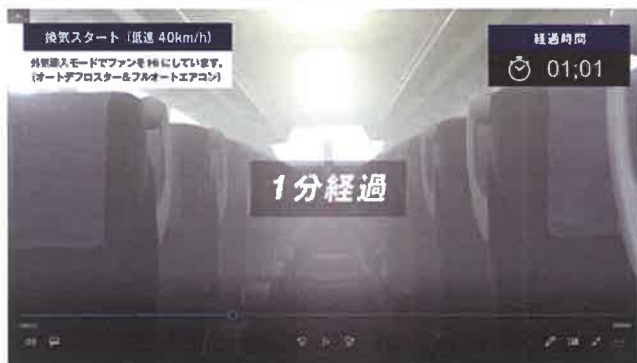 換気スタート（低速 40km/h）
外気導入モードでファンをHiにしています。
(オートデフロスター&フルオートエアコン)
経過時間
01;01
1分経過